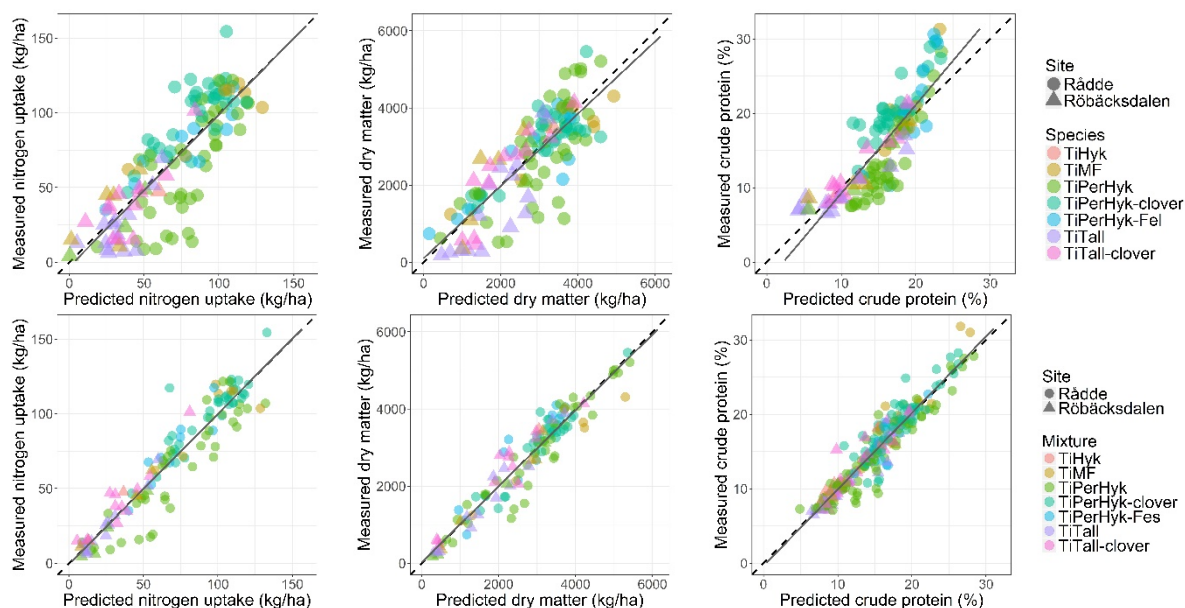 Measured nitrogen uptake (kg/ha)
150
100
50
0
0
50
100
150
Predicted nitrogen uptake (kg/ha)
Measured dry matter (kg/ha)
6000
4000
2000
0
0
2000
4000
6000
Predicted dry matter (kg/ha)
Measured crude protein (%)
30
20
10
0
0
10
20
30
Predicted crude protein (%)
Site
Rådde
Röbäcksdalen
Species
TiHyk
TiMF
TiPerHyk
TiPerHyk-clover
TiPerHyk-Fel
TiTall
TiTall-clover
Measured nitrogen uptake (kg/ha)
150
100
50
0
0
50
100
150
Predicted nitrogen uptake (kg/ha)
Measured dry matter (kg/ha)
6000
4000
2000
0
0
2000
4000
6000
Predicted dry matter (kg/ha)
Measured crude protein (%)
30
20
10
0
0
10
20
30
Predicted crude protein (%)
Site
Rådde
Röbäcksdalen
Mixture
TiHyk
TiMF
TiPerHyk
TiPerHyk-clover
TiPerHyk-Fes
TiTall
TiTall-clover